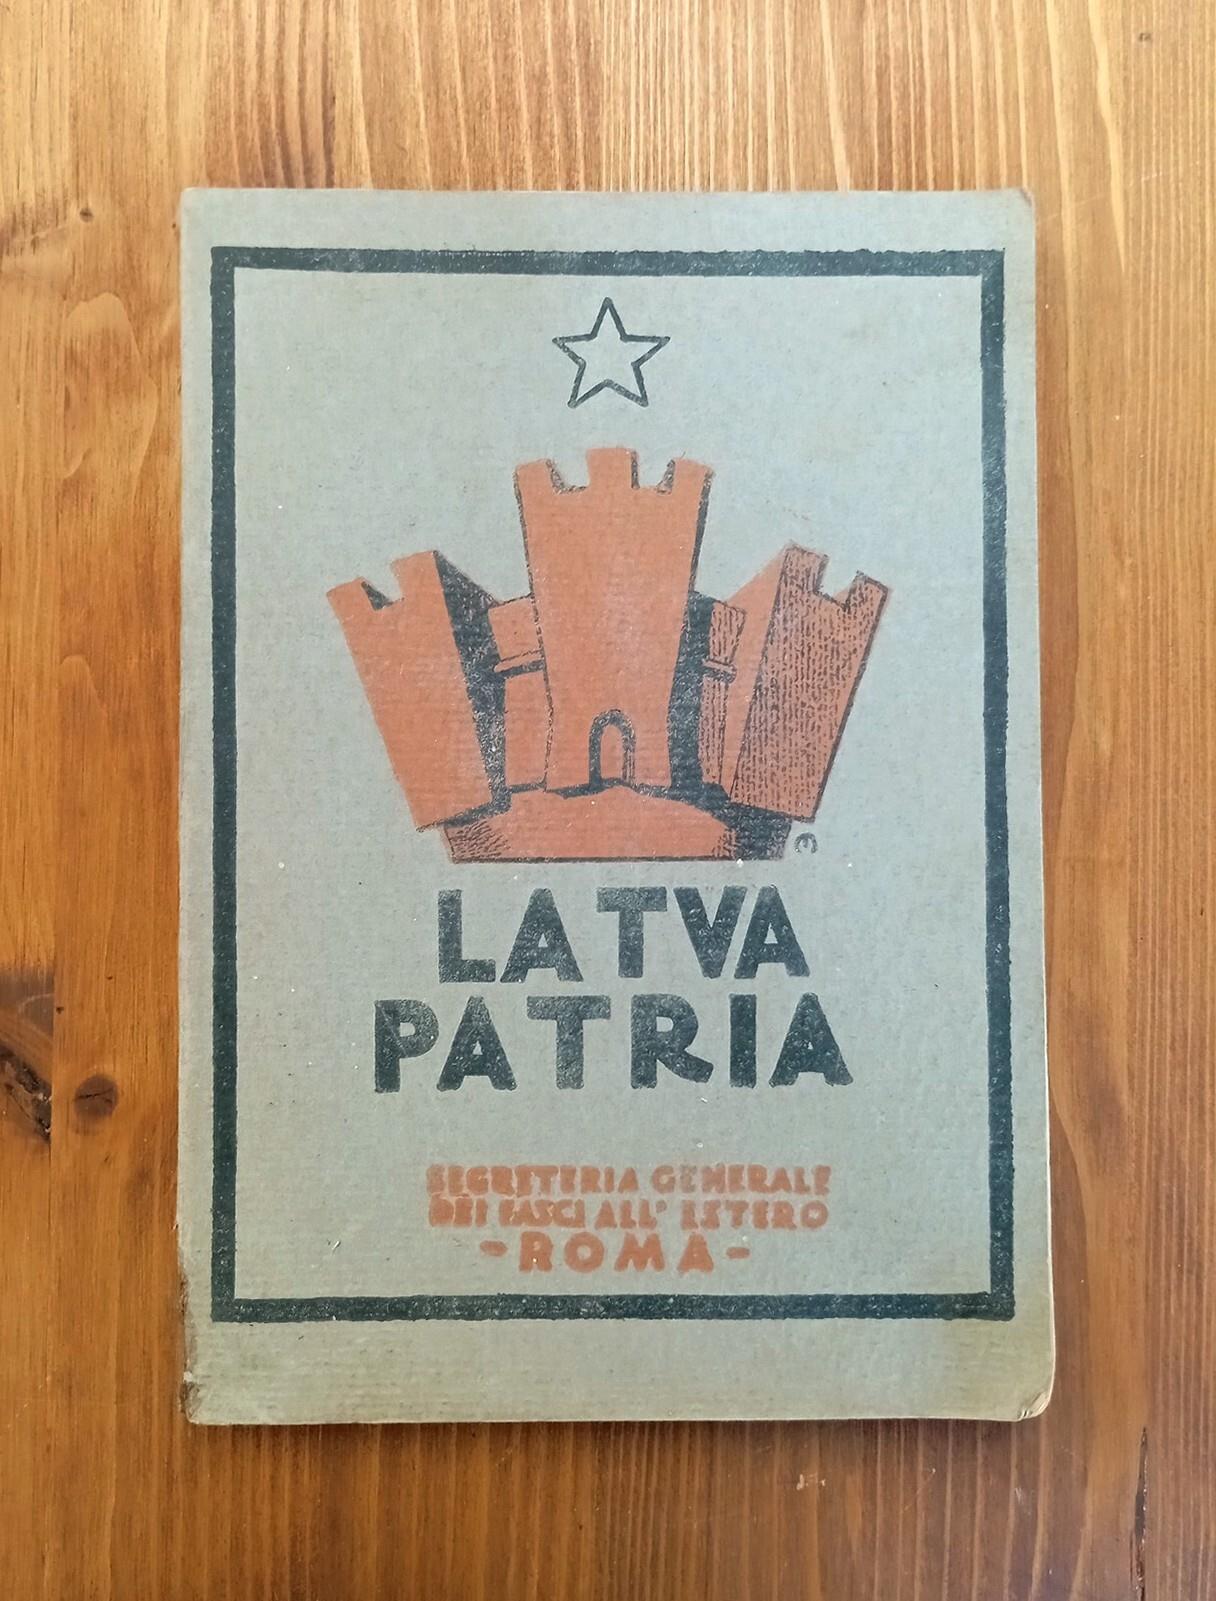 LA TVA
PATRIA
SEGRETERIA GENERALE
DEI FASCI ALL' ESTERO
- ROMA -